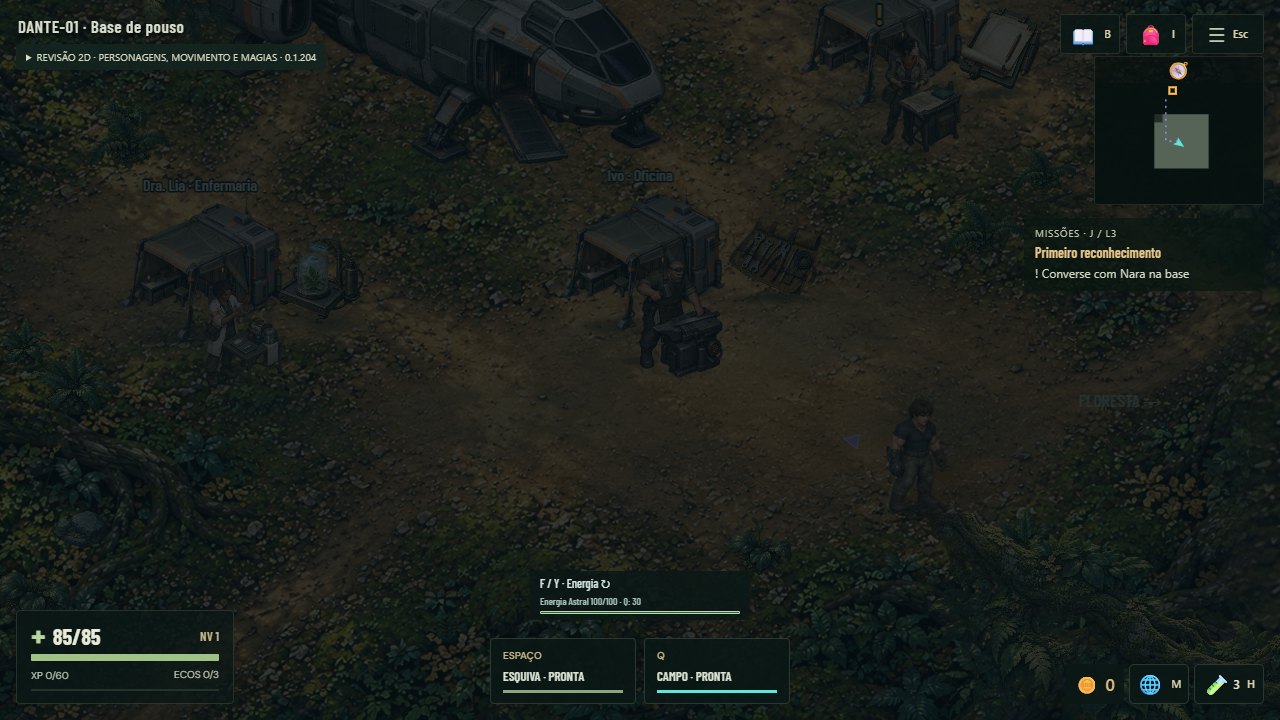 DANTE-01 · Base de pouso
▶ REVISÃO 2D · PERSONAGENS, MOVIMENTO E MAGIAS · 0.1.204
B
I
Esc
Dra. Lia · Enfermaria
Ivo · Oficina
!
MISSÕES · J / L3
Primeiro reconhecimento
! Converse com Nara na base
FLORESTA
F / Y · Energia ↻
Energia Astral 100/100 · Q: 30
+ 85/85
NV 1
XP 0/60
ECOS 0/3
ESPAÇO
ESQUIVA · PRONTA
Q
CAMPO · PRONTA
0
M
3 H